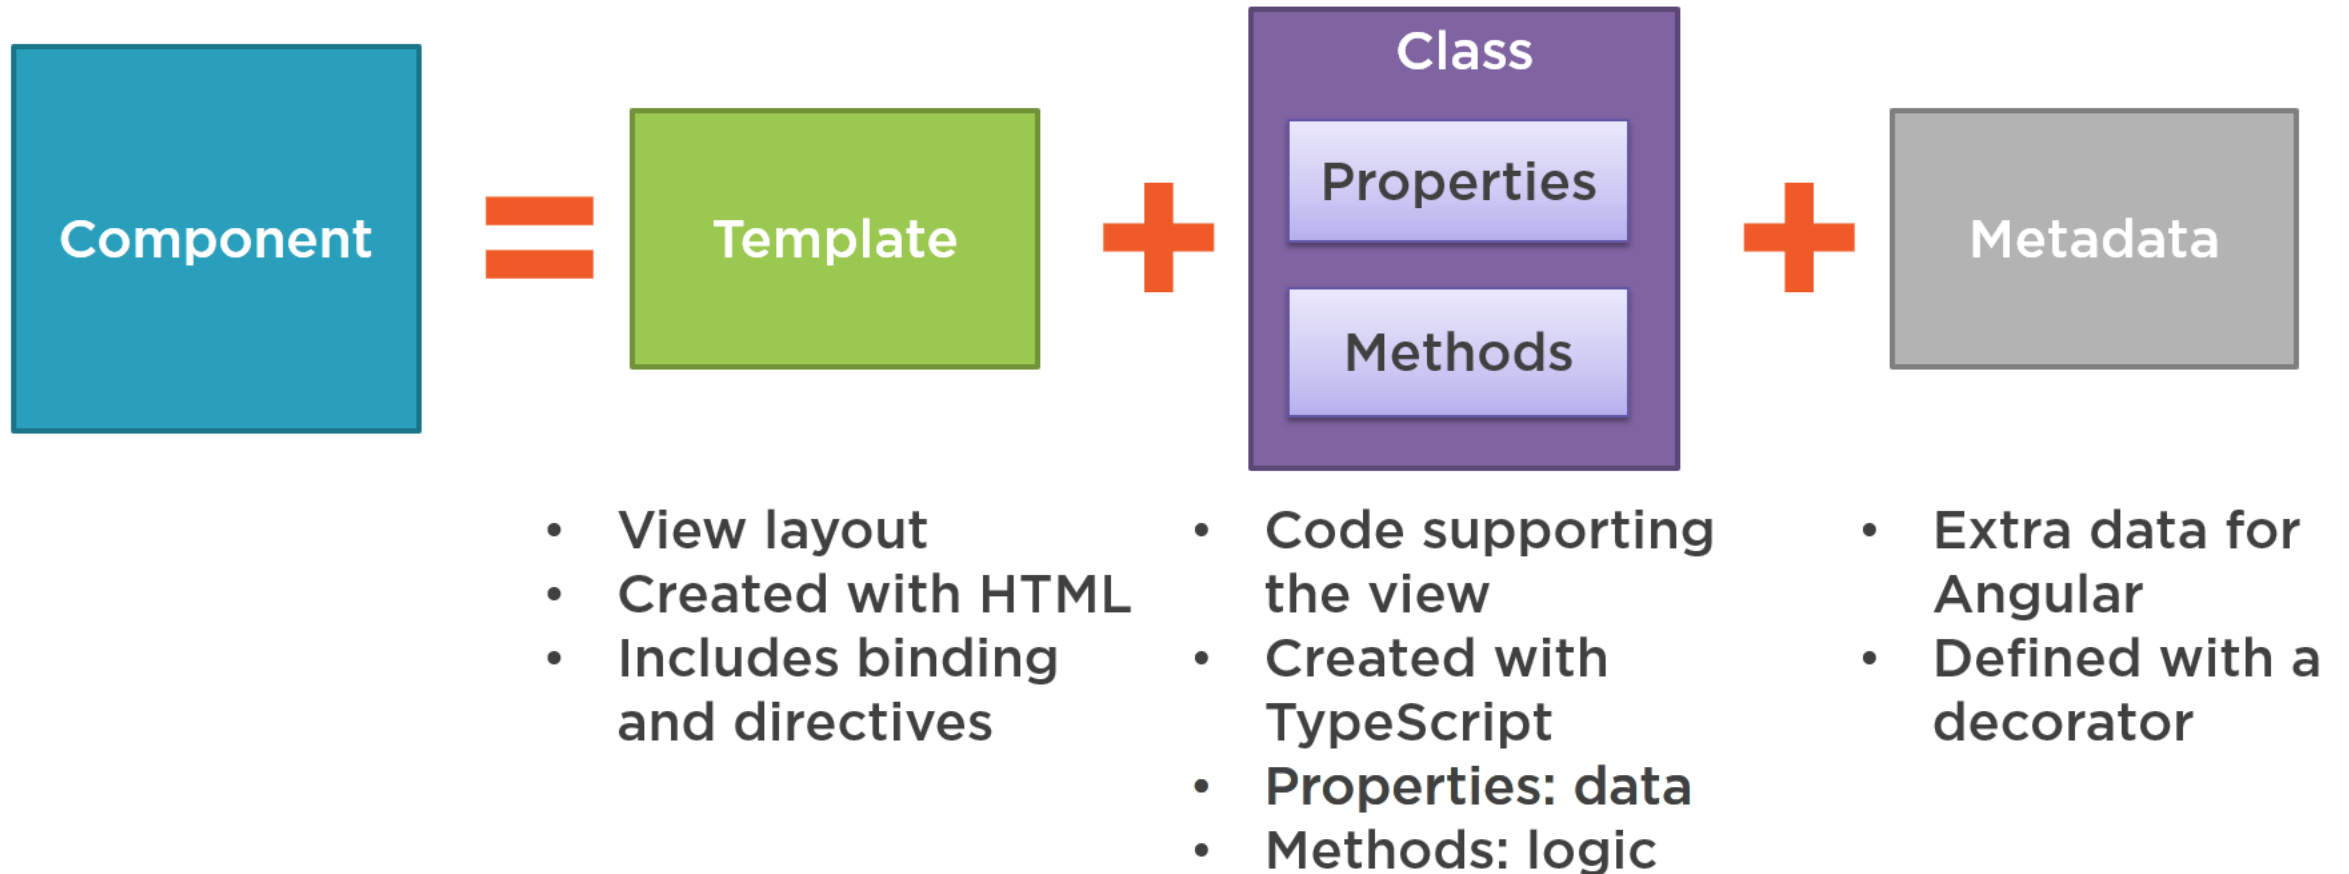 Component
Template
Class
Properties
Methods
Metadata
• View layout
• Created with HTML
• Includes binding
and directives
• Code supporting
the view
• Created with
TypeScript
• Properties: data
• Methods: logic
• Extra data for
Angular
• Defined with a
decorator